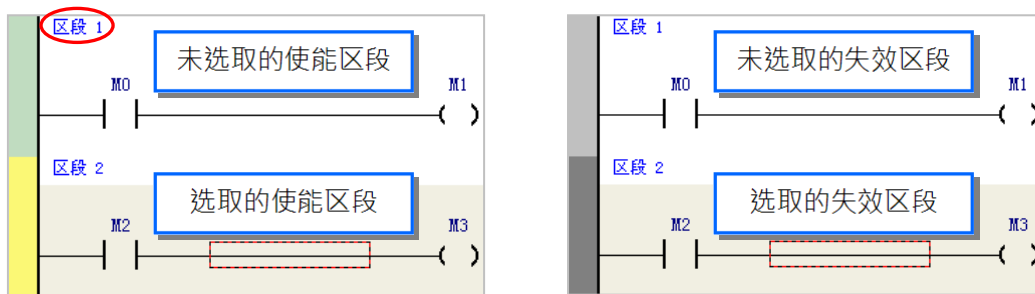 区段 1
未选取的使能区段
M0
M1
区段 2
选取的使能区段
M2
M3
区段 1
未选取的失效区段
M0
M1
区段 2
选取的失效区段
M2
M3